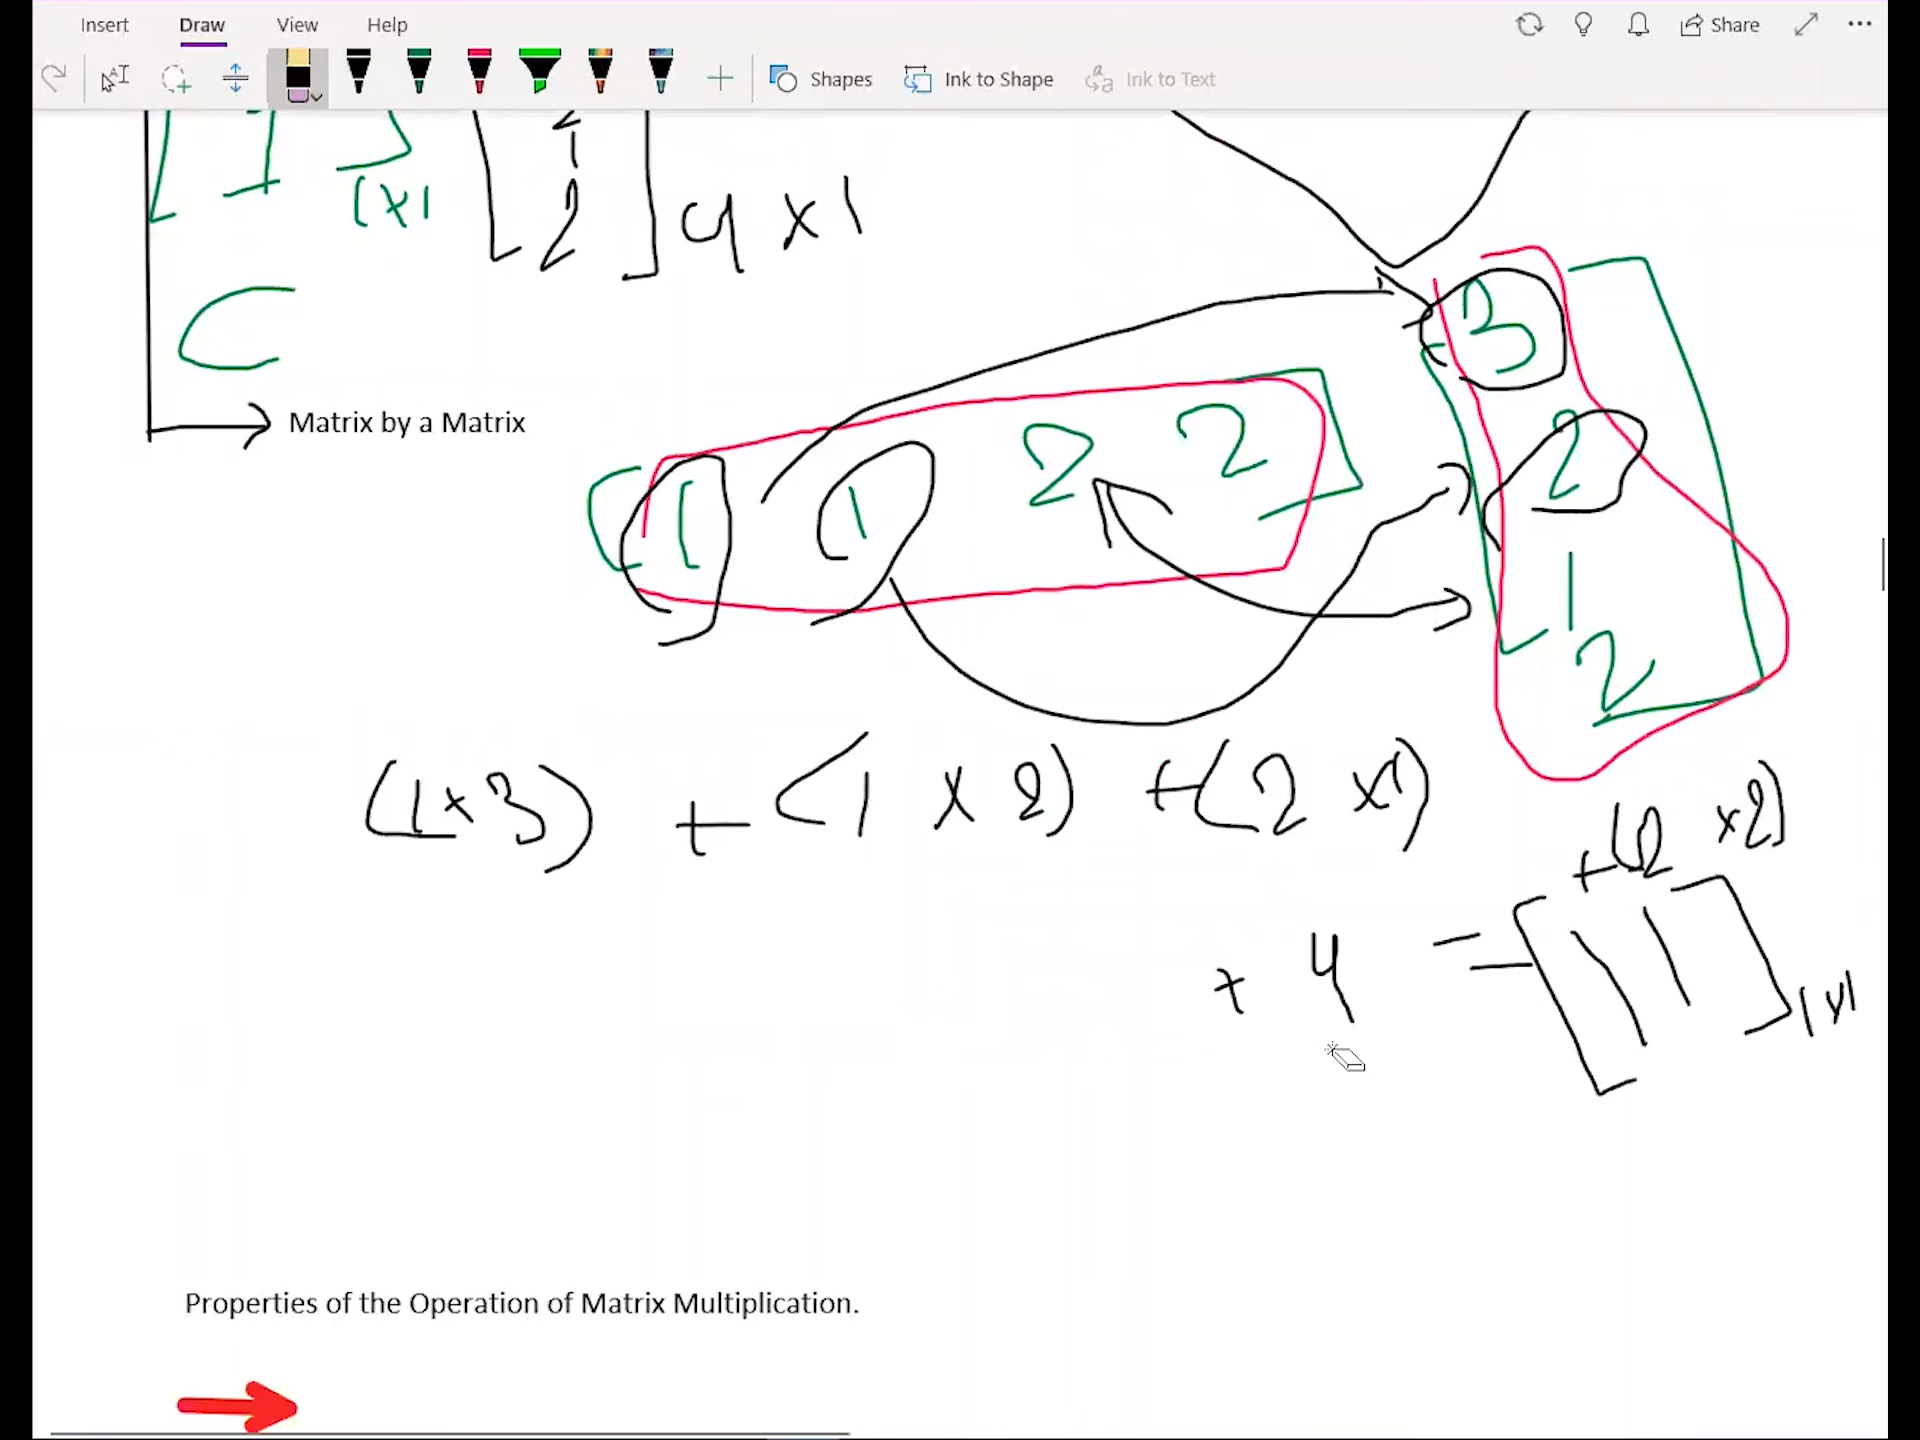 Insert Draw View Help Share
Shapes Ink to Shape Ink to Text
1×1
2
4 × 1
C
Matrix by a Matrix
[1 1 2 2]
3
2
1
2
(1×3) + (1 × 2) + (2 ×1)
+(2 ×2)
+ 4 = [11] 1×1
Properties of the Operation of Matrix Multiplication.